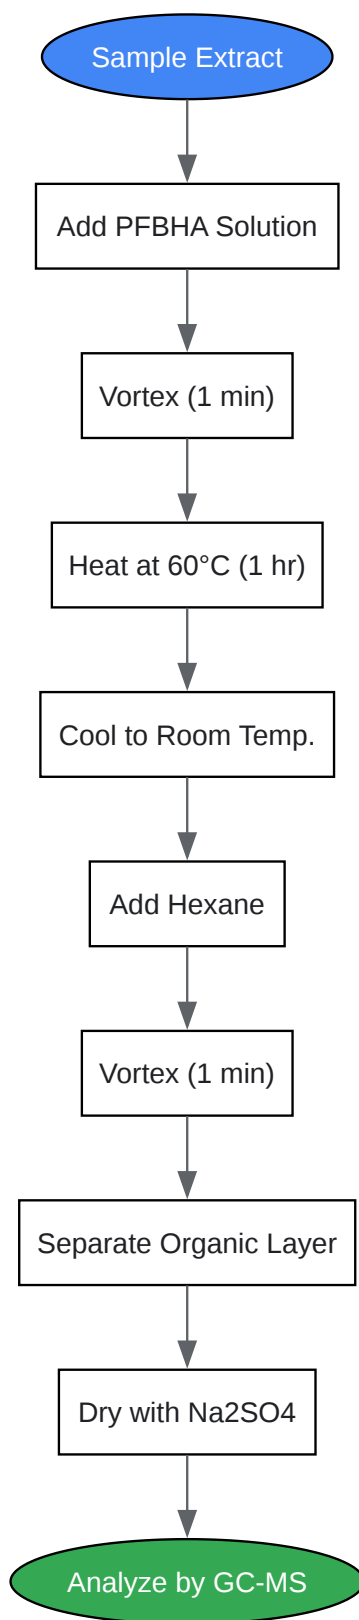 Sample Extract
Add PFBHA Solution
Vortex (1 min)
Heat at 60°C (1 hr)
Cool to Room Temp.
Add Hexane
Vortex (1 min)
Separate Organic Layer
Dry with Na2SO4
Analyze by GC-MS